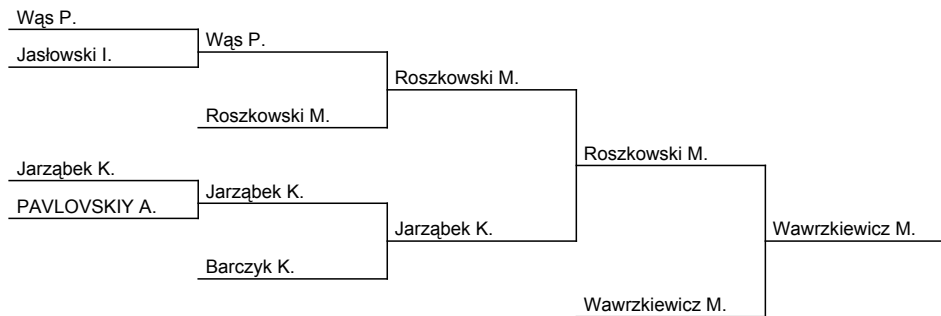 Wąs P.
Jasłowski I.
Wąs P.
Roszkowski M.
Roszkowski M.
Jarząbek K.
PAVLOVSKIY A.
Jarząbek K.
Barczyk K.
Jarząbek K.
Roszkowski M.
Wawrzkiewicz M.
Wawrzkiewicz M.